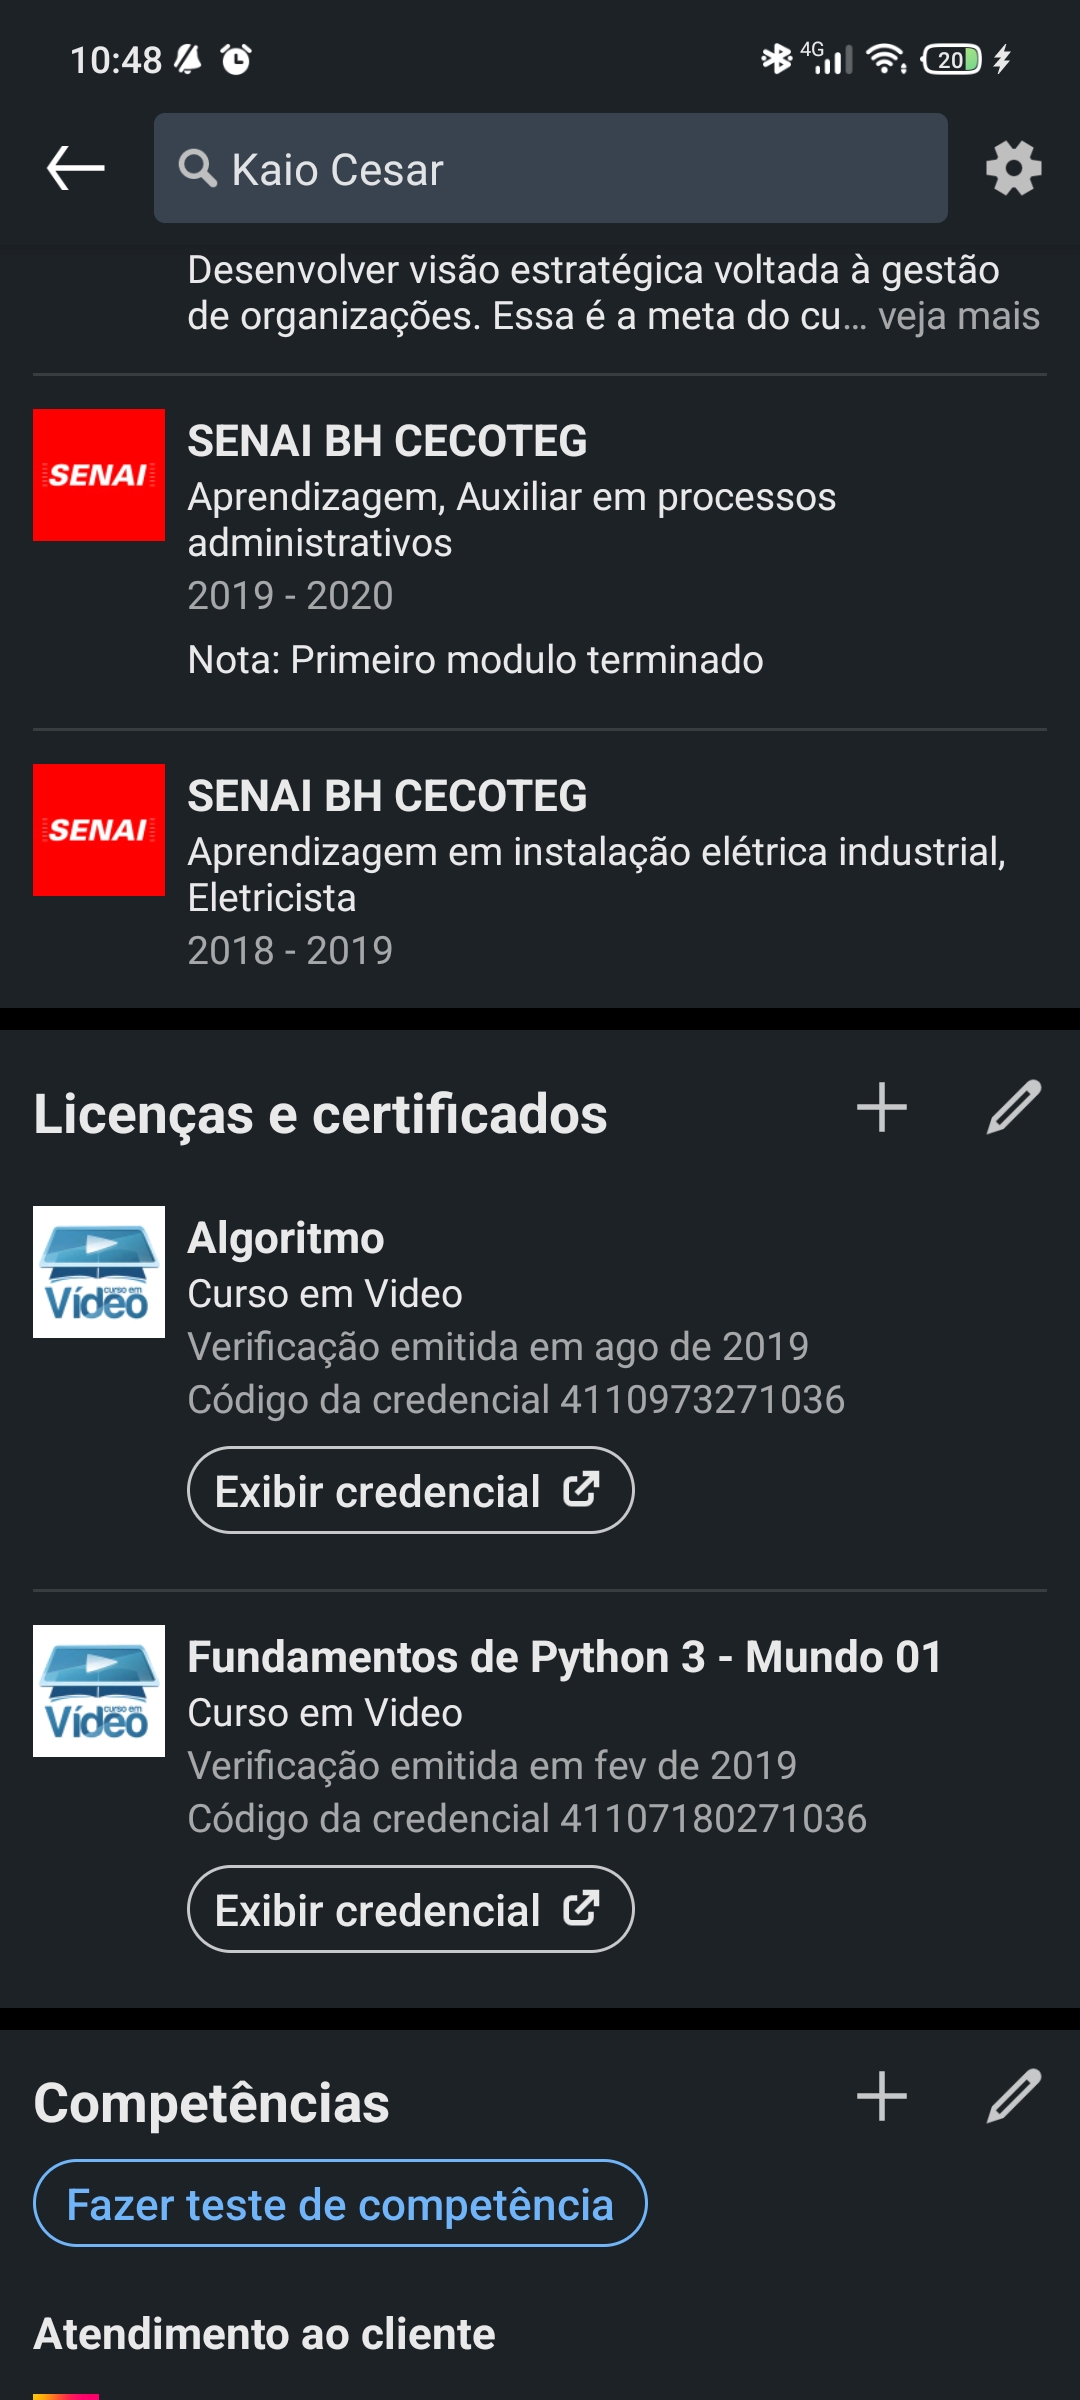 10:48
4G
20
Kaio Cesar
Desenvolver visão estratégica voltada à gestão
de organizações. Essa é a meta do cu... veja mais
SENAI
SENAI BH CECOTEG
Aprendizagem, Auxiliar em processos
administrativos
2019 - 2020
Nota: Primeiro modulo terminado
SENAI
SENAI BH CECOTEG
Aprendizagem em instalação elétrica industrial,
Eletricista
2018 - 2019
Licenças e certificados
curso em
Vídeo
Algoritmo
Curso em Video
Verificação emitida em ago de 2019
Código da credencial 4110973271036
Exibir credencial
curso em
Vídeo
Fundamentos de Python 3 - Mundo 01
Curso em Video
Verificação emitida em fev de 2019
Código da credencial 41107180271036
Exibir credencial
Competências
Fazer teste de competência
Atendimento ao cliente